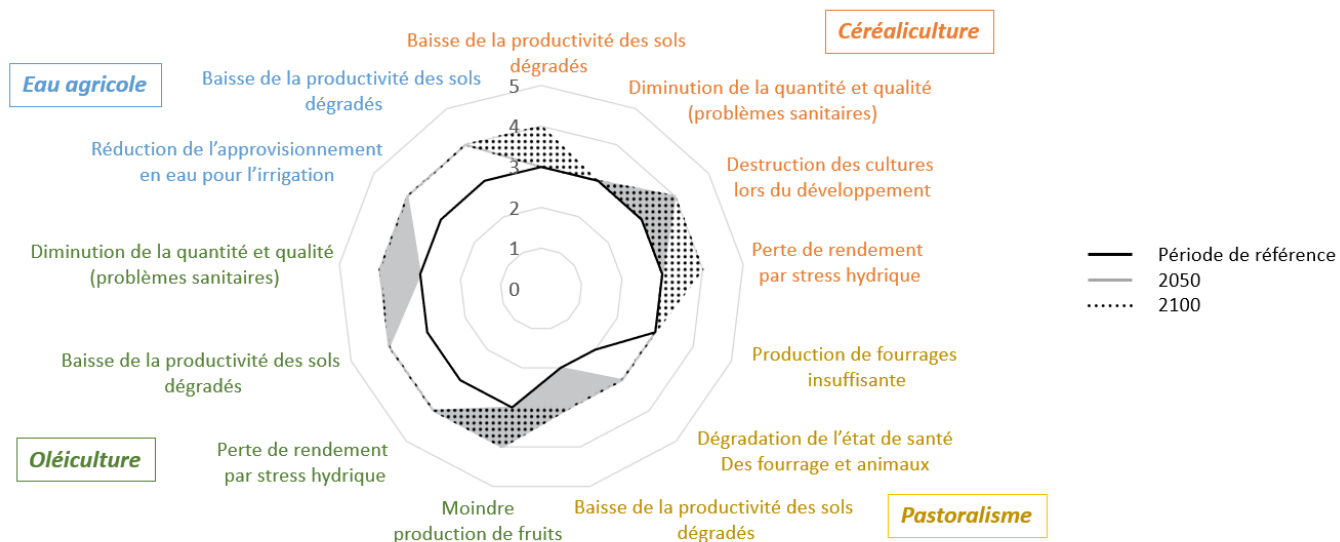 Céréaliculture
Baisse de la productivité des sols
dégradés
Eau agricole
Baisse de la productivité des sols
dégradés
Diminution de la quantité et qualité
(problèmes sanitaires)
5
4
3
2
1
0
Réduction de l'approvisionnement
en eau pour l'irrigation
Destruction des cultures
lors du développement
Diminution de la quantité et qualité
(problèmes sanitaires)
Perte de rendement
par stress hydrique
Période de référence
2050
2100
Baisse de la productivité des sols
dégradés
Production de fourrages
insuffisante
Oléiculture
Perte de rendement
par stress hydrique
Dégradation de l'état de santé
Des fourrage et animaux
Moindre
production de fruits
Baisse de la productivité des sols
dégradés
Pastoralisme